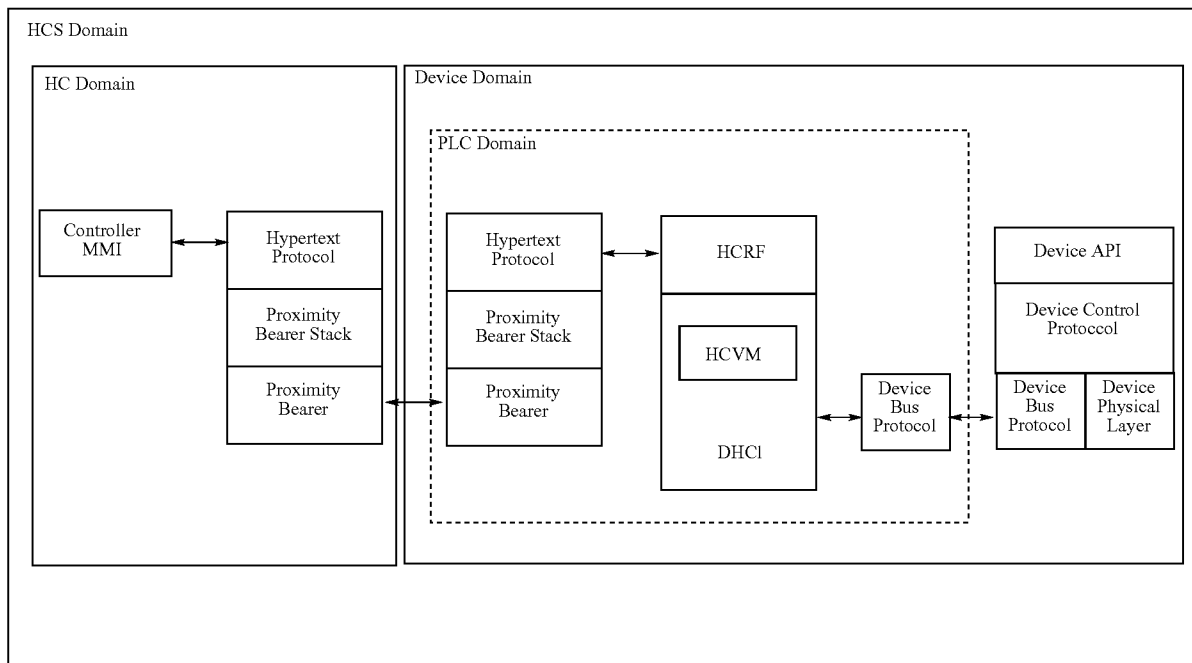 HCS Domain
HC Domain
Device Domain
PLC Domain
Controller
MMI
Hypertext
Protocol
Proximity
Bearer Stack
Proximity
Bearer
Hypertext
Protocol
Proximity
Bearer Stack
Proximity
Bearer
HCRF
HCVM
DHCl
Device
Bus
Protocol
Device API
Device Control
Protoccol
Device
Bus
Protocol
Device
Physical
Layer